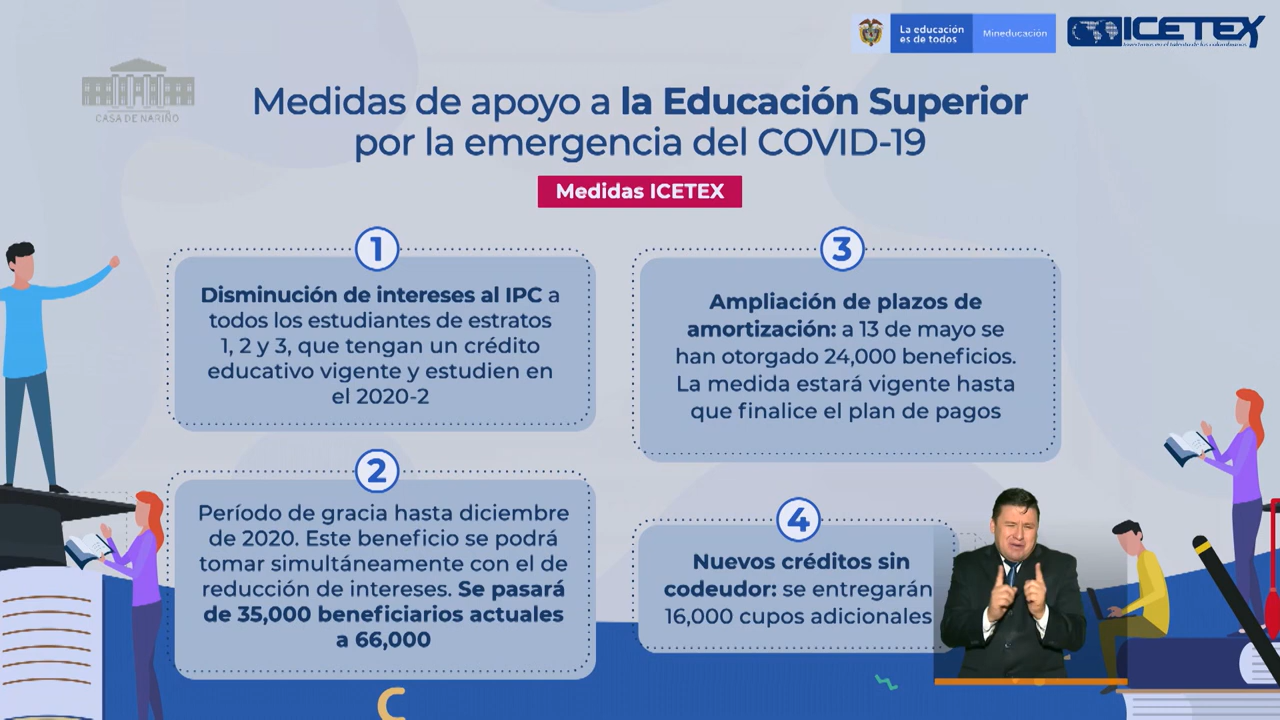 La educación
es de todos
Mineducación
ICETEX
CASA DE NARIÑO
Medidas de apoyo a la Educación Superior
por la emergencia del COVID-19
Medidas ICETEX
1
Disminución de intereses al IPC a
todos los estudiantes de estratos
1, 2 y 3, que tengan un crédito
educativo vigente y estudien en
el 2020-2
2
Período de gracia hasta diciembre
de 2020. Este beneficio se podrá
tomar simultáneamente con el de
reducción de intereses. Se pasará
de 35,000 beneficiarios actuales
a 66,000
3
Ampliación de plazos de
amortización: a 13 de mayo se
han otorgado 24,000 beneficios.
La medida estará vigente hasta
que finalice el plan de pagos
4
Nuevos créditos sin
codeudor: se entregarán
16,000 cupos adicionales